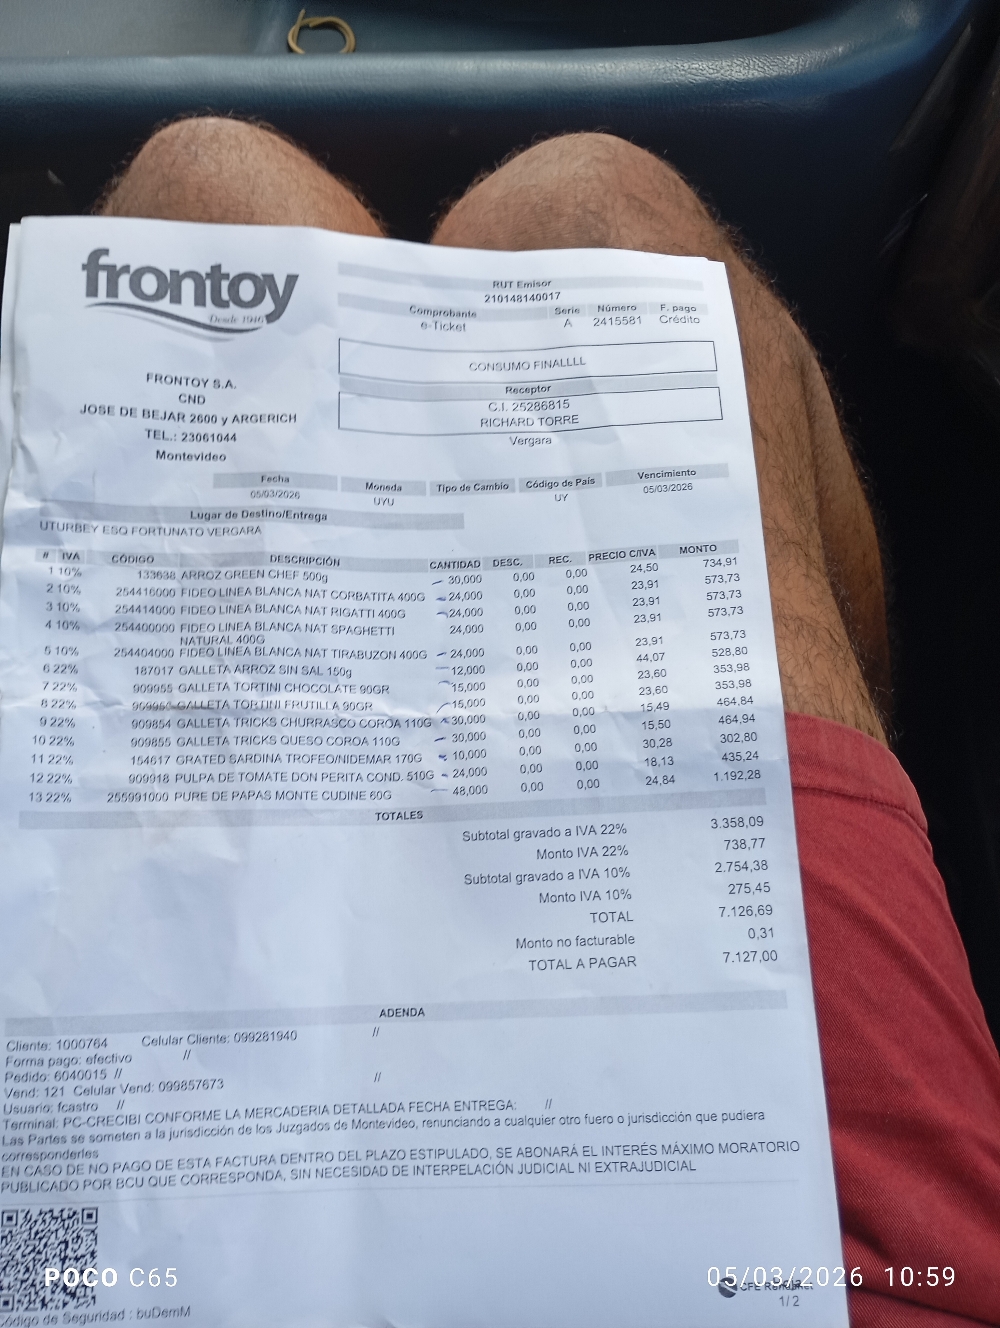 frontoy
Desde 1916
RUT Emisor
210148140017
Comprobante Serie Número F. pago
e-Ticket A 2415581 Crédito
CONSUMO FINALLLL
Receptor
C.I. 25286815
RICHARD TORRE
Vergara
FRONTOY S.A.
CND
JOSE DE BEJAR 2600 y ARGERICH
TEL.: 23061044
Montevideo
Fecha Moneda Tipo de Cambio Código de País Vencimiento
05/03/2026 UYU UY 05/03/2026
Lugar de Destino/Entrega
UTURBEY ESQ FORTUNATO VERGARA
# IVA CÓDIGO DESCRIPCIÓN CANTIDAD DESC. REC. PRECIO C/IVA MONTO
1 10% 133638 ARROZ GREEN CHEF 500g 30,000 0,00 0,00 24,50 734,91
2 10% 254416000 FIDEO LINEA BLANCA NAT CORBATITA 400G 24,000 0,00 0,00 23,91 573,73
3 10% 254414000 FIDEO LINEA BLANCA NAT RIGATTI 400G 24,000 0,00 0,00 23,91 573,73
4 10% 254400000 FIDEO LINEA BLANCA NAT SPAGHETTI 24,000 0,00 0,00 23,91 573,73
NATURAL 400G
5 10% 254404000 FIDEO LINEA BLANCA NAT TIRABUZON 400G 24,000 0,00 0,00 23,91 573,73
6 22% 187017 GALLETA ARROZ SIN SAL 150g 12,000 0,00 0,00 44,07 528,80
7 22% 909955 GALLETA TORTINI CHOCOLATE 90GR 15,000 0,00 0,00 23,60 353,98
8 22% 909956 GALLETA TORTINI FRUTILLA 90GR 15,000 0,00 0,00 23,60 353,98
9 22% 909854 GALLETA TRICKS CHURRASCO COROA 110G 30,000 0,00 0,00 15,49 464,84
10 22% 909855 GALLETA TRICKS QUESO COROA 110G 30,000 0,00 0,00 15,50 464,94
11 22% 154617 GRATED SARDINA TROFEO/NIDEMAR 170G 10,000 0,00 0,00 30,28 302,80
12 22% 909918 PULPA DE TOMATE DON PERITA COND. 510G 24,000 0,00 0,00 18,13 435,24
13 22% 255991000 PURE DE PAPAS MONTE CUDINE 60G 48,000 0,00 0,00 24,84 1.192,28
TOTALES
Subtotal gravado a IVA 22% 3.358,09
Monto IVA 22% 738,77
Subtotal gravado a IVA 10% 2.754,38
Monto IVA 10% 275,45
TOTAL 7.126,69
Monto no facturable 0,31
TOTAL A PAGAR 7.127,00
ADENDA
Cliente: 1000764 Celular Cliente: 099281940 //
Forma pago: efectivo //
Pedido: 6040015 //
Vend: 121 Celular Vend: 099857673 //
Usuario: fcastro //
Terminal: PC-CRECIBI CONFORME LA MERCADERIA DETALLADA FECHA ENTREGA: //
Las Partes se someten a la jurisdicción de los Juzgados de Montevideo, renunciando a cualquier otro fuero o jurisdicción que pudiera
corresponderles
EN CASO DE NO PAGO DE ESTA FACTURA DENTRO DEL PLAZO ESTIPULADO, SE ABONARÁ EL INTERÉS MÁXIMO MORATORIO
PUBLICADO POR BCU QUE CORRESPONDA, SIN NECESIDAD DE INTERPELACIÓN JUDICIAL NI EXTRAJUDICIAL
POCO C65
05/03/2026 10:59
CFE
1/2
Código de Seguridad : buDemM